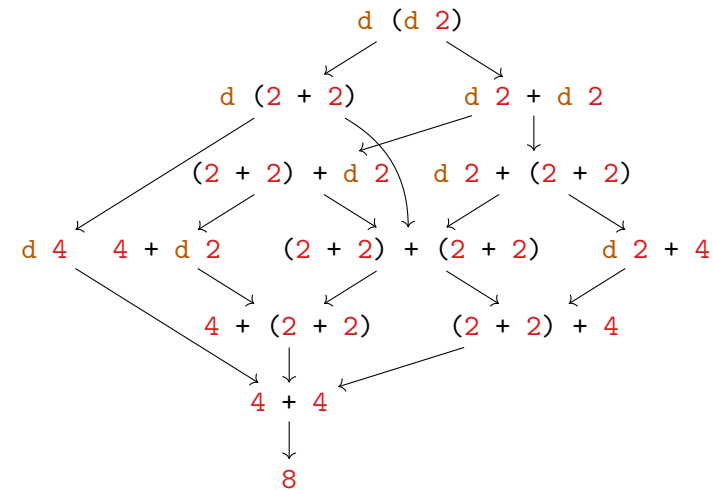 d (d 2)
d (2 + 2)
d 2 + d 2
(2 + 2) + d 2
d 2 + (2 + 2)
d 4
4 + d 2
(2 + 2) + (2 + 2)
d 2 + 4
4 + (2 + 2)
(2 + 2) + 4
4 + 4
8